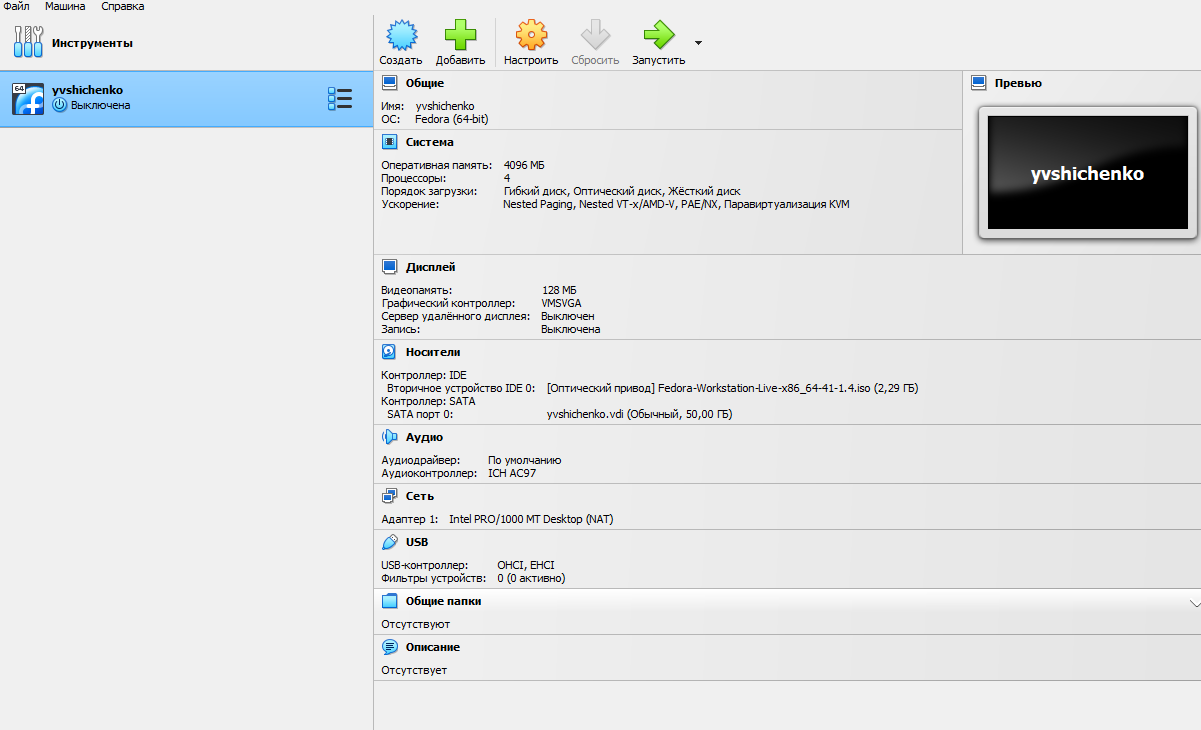 Файл Машина Справка
Инструменты
Создать Добавить Настроить Сбросить Запустить
64
yvshichenko
Выключена
Общие
Имя: yvshichenko
ОС: Fedora (64-bit)
Превью
yvshichenko
Система
Оперативная память: 4096 МБ
Процессоры: 4
Порядок загрузки: Гибкий диск, Оптический диск, Жёсткий диск
Ускорение: Nested Paging, Nested VT-x/AMD-V, PAE/NX, Паравиртуализация KVM
Дисплей
Видеопамять: 128 МБ
Графический контроллер: VMSVGA
Сервер удалённого дисплея: Выключен
Запись: Выключена
Носители
Контроллер: IDE
Вторичное устройство IDE 0: [Оптический привод] Fedora-Workstation-Live-x86_64-41-1.4.iso (2,29 ГБ)
Контроллер: SATA
SATA порт 0: yvshichenko.vdi (Обычный, 50,00 ГБ)
Аудио
Аудиодрайвер: По умолчанию
Аудиоконтроллер: ICH AC97
Сеть
Адаптер 1: Intel PRO/1000 MT Desktop (NAT)
USB
USB-контроллер: OHCI, EHCI
Фильтры устройств: 0 (0 активно)
Общие папки
Отсутствуют
Описание
Отсутствует